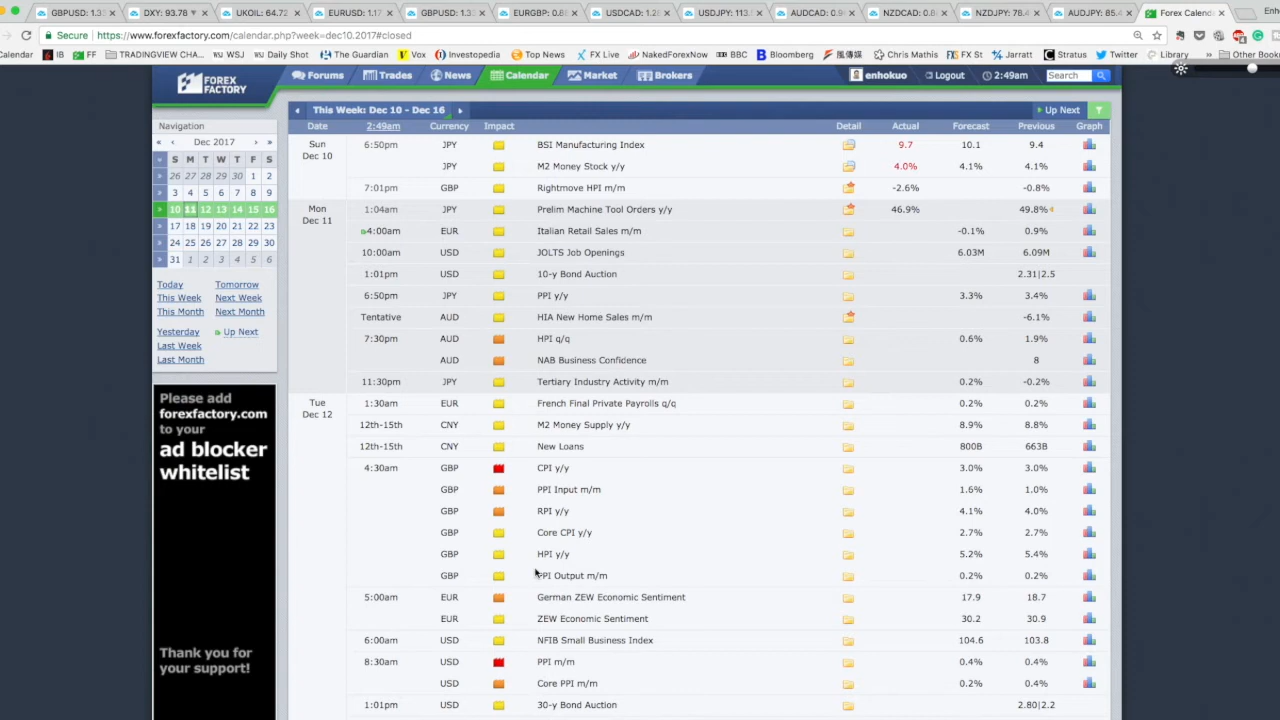 GBPUSD: 1.33
DXY: 93.78
UKOIL: 64.72
EURUSD: 1.17
GBPUSD: 1.33
EURGBP: 0.88
USDCAD: 1.28
USDJPY: 113.
AUDCAD: 0.9
NZDCAD: 0.8
NZDJPY: 78.4
AUDJPY: 85.4
Forex Calenda
Enh
Secure
https://www.forexfactory.com/calendar.php?week=dec10.2017#closed
Calendar
IB
FF
TRADINGVIEW CHA...
WSJ
Daily Shot
The Guardian
Vox
Investopedia
Top News
FX Live
NakedForexNow
BBC
Bloomberg
風傳媒
Chris Mathis
FX St
Jarratt
Stratus
Twitter
Library
Other Book
FOREX
FACTORY
Forums
Trades
News
Calendar
Market
Brokers
enhokuo
Logout
2:49am
Search
Navigation
« ‹ Dec 2017 › »
S M T W T F S
26 27 28 29 30 1 2
3 4 5 6 7 8 9
10 11 12 13 14 15 16
17 18 19 20 21 22 23
24 25 26 27 28 29 30
31 1 2 3 4 5 6
Today Tomorrow
This Week Next Week
This Month Next Month
Yesterday Up Next
Last Week
Last Month
Please add
forexfactory.com
to your
ad blocker
whitelist
Thank you for
your support!
This Week: Dec 10 - Dec 16
Up Next
Date 2:49am Currency Impact Detail Actual Forecast Previous Graph
Sun
Dec 10
6:50pm JPY BSI Manufacturing Index 9.7 10.1 9.4
JPY M2 Money Stock y/y 4.0% 4.1% 4.1%
7:01pm GBP Rightmove HPI m/m -2.6% -0.8%
Mon
Dec 11
1:04am JPY Prelim Machine Tool Orders y/y 46.9% 49.8%
4:00am EUR Italian Retail Sales m/m -0.1% 0.9%
10:00am USD JOLTS Job Openings 6.03M 6.09M
1:01pm USD 10-y Bond Auction 2.31|2.5
6:50pm JPY PPI y/y 3.3% 3.4%
Tentative AUD HIA New Home Sales m/m -6.1%
7:30pm AUD HPI q/q 0.6% 1.9%
AUD NAB Business Confidence 8
11:30pm JPY Tertiary Industry Activity m/m 0.2% -0.2%
Tue
Dec 12
1:30am EUR French Final Private Payrolls q/q 0.2% 0.2%
12th-15th CNY M2 Money Supply y/y 8.9% 8.8%
12th-15th CNY New Loans 800B 663B
4:30am GBP CPI y/y 3.0% 3.0%
GBP PPI Input m/m 1.6% 1.0%
GBP RPI y/y 4.1% 4.0%
GBP Core CPI y/y 2.7% 2.7%
GBP HPI y/y 5.2% 5.4%
GBP PPI Output m/m 0.2% 0.2%
5:00am EUR German ZEW Economic Sentiment 17.9 18.7
EUR ZEW Economic Sentiment 30.2 30.9
6:00am USD NFIB Small Business Index 104.6 103.8
8:30am USD PPI m/m 0.4% 0.4%
USD Core PPI m/m 0.2% 0.4%
1:01pm USD 30-y Bond Auction 2.80|2.2